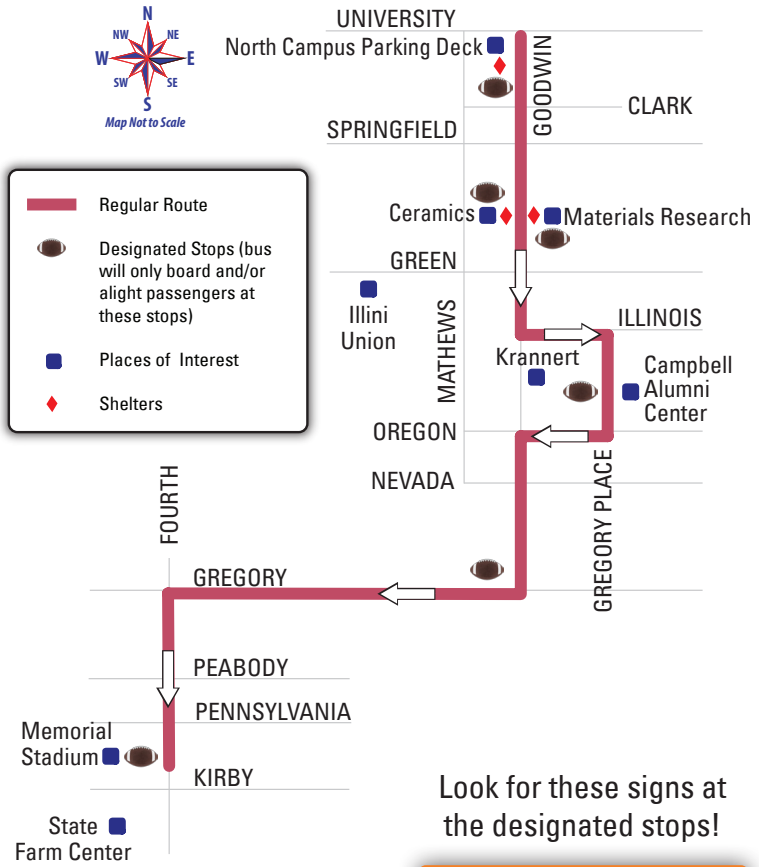 N
NW
NE
W
E
SW
SE
S
Map Not to Scale
UNIVERSITY
North Campus Parking Deck
GOODWIN
CLARK
SPRINGFIELD
Regular Route
Designated Stops (bus
will only board and/or
alight passengers at
these stops)
Places of Interest
Shelters
Ceramics
Materials Research
GREEN
Illini
Union
MATHEWS
ILLINOIS
Krannert
Campbell
Alumni
Center
OREGON
NEVADA
GREGORY PLACE
FOURTH
GREGORY
PEABODY
PENNSYLVANIA
Memorial
Stadium
KIRBY
State
Farm Center
Look for these signs at
the designated stops!